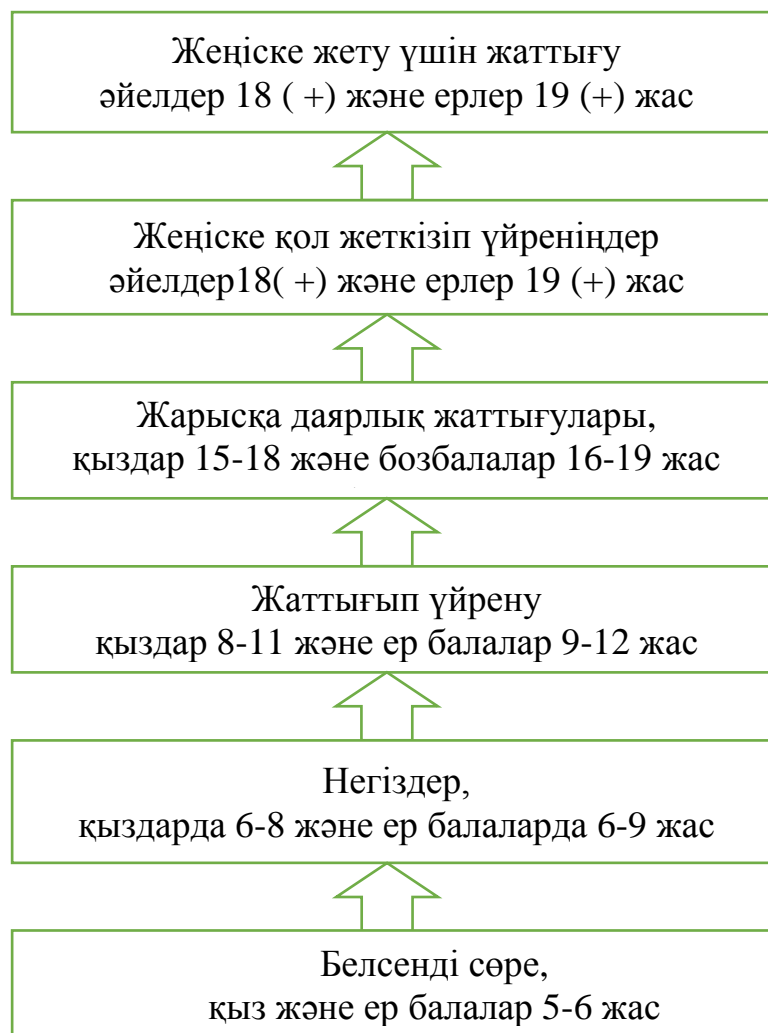 Жеңіске жету үшін жаттығу
әйелдер 18 ( +) және ерлер 19 (+) жас
Жеңіске қол жеткізіп үйреніңдер
әйелдер18( +) және ерлер 19 (+) жас
Жарысқа даярлық жаттығулары,
қыздар 15-18 және бозбалалар 16-19 жас
Жаттығып үйрену
қыздар 8-11 және ер балалар 9-12 жас
Негіздер,
қыздарда 6-8 және ер балаларда 6-9 жас
Белсенді сөре,
қыз және ер балалар 5-6 жас